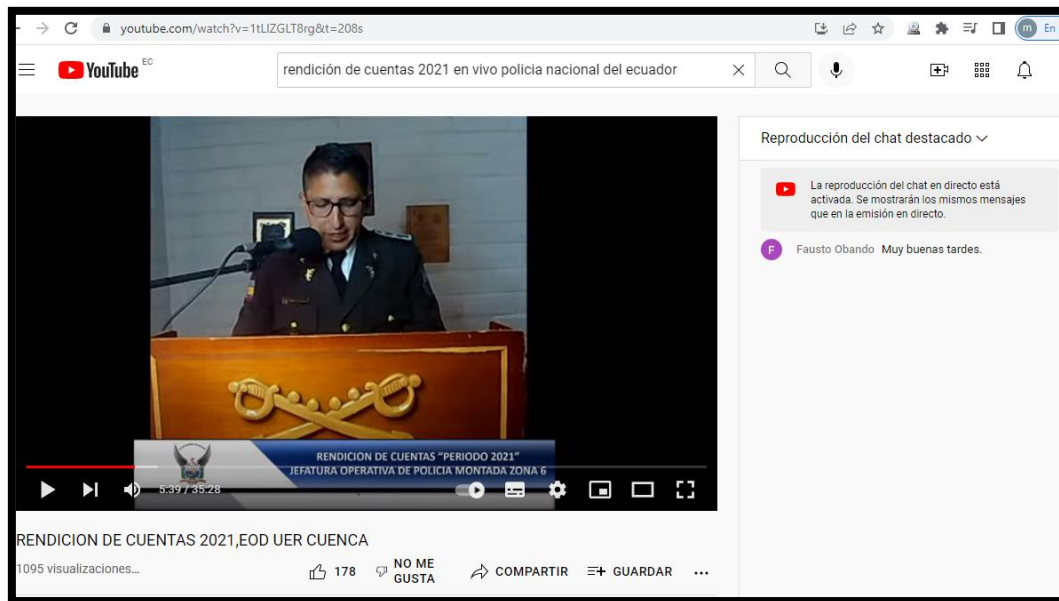 youtube.com/watch?v=1tLIZGLT8rg&t=208s
m
En
YouTube EC
rendición de cuentas 2021 en vivo policia nacional del ecuador
Reproducción del chat destacado
La reproducción del chat en directo está
activada. Se mostrarán los mismos mensajes
que en la emisión en directo.
F Fausto Obando Muy buenas tardes.
RENDICION DE CUENTAS "PERIODO 2021"
JEFATURA OPERATIVA DE POLICIA MONTADA ZONA 6
5:39 / 35:28
RENDICION DE CUENTAS 2021,EOD UER CUENCA
1095 visualizaciones...
178
NO ME
GUSTA
COMPARTIR
GUARDAR